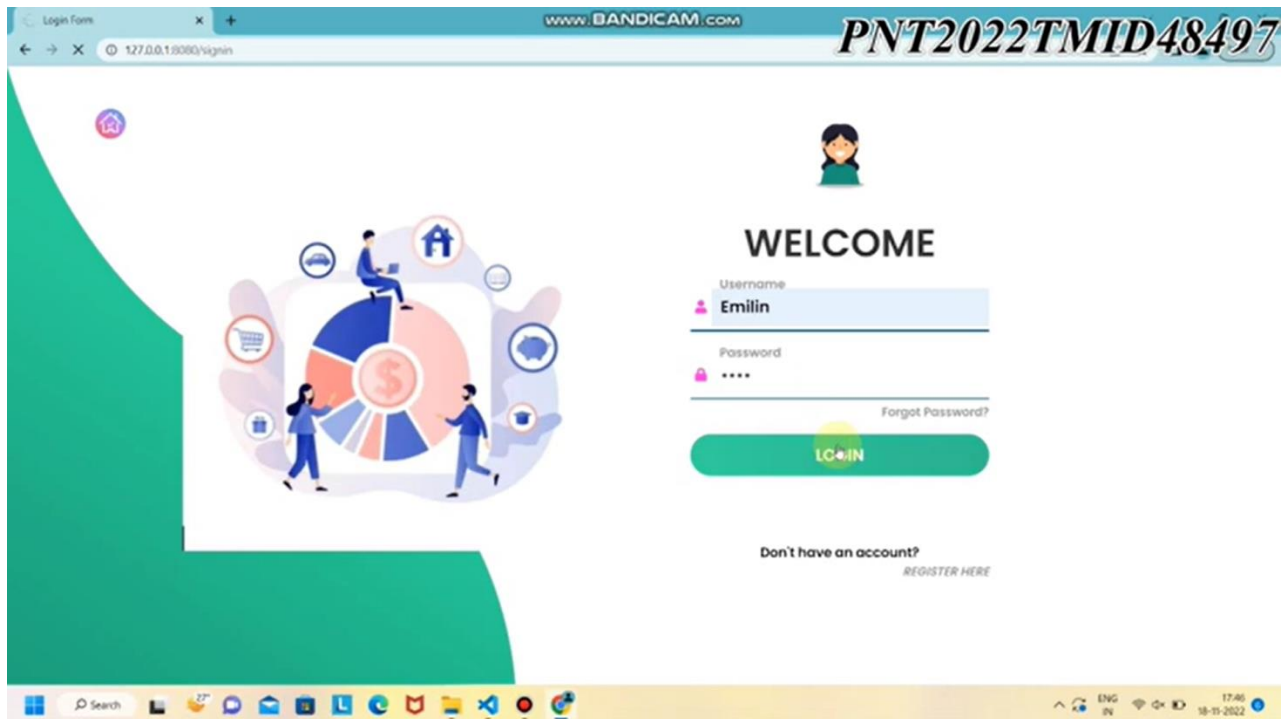 Login Form
www.BANDICAM.com
PNT2022TMID48497
127.0.0.1:8080/signin
WELCOME
Username
Emilin
Password
Forgot Password?
LOGIN
Don't have an account?
REGISTER HERE
Search
27°
ENG
IN
17:46
18-11-2022